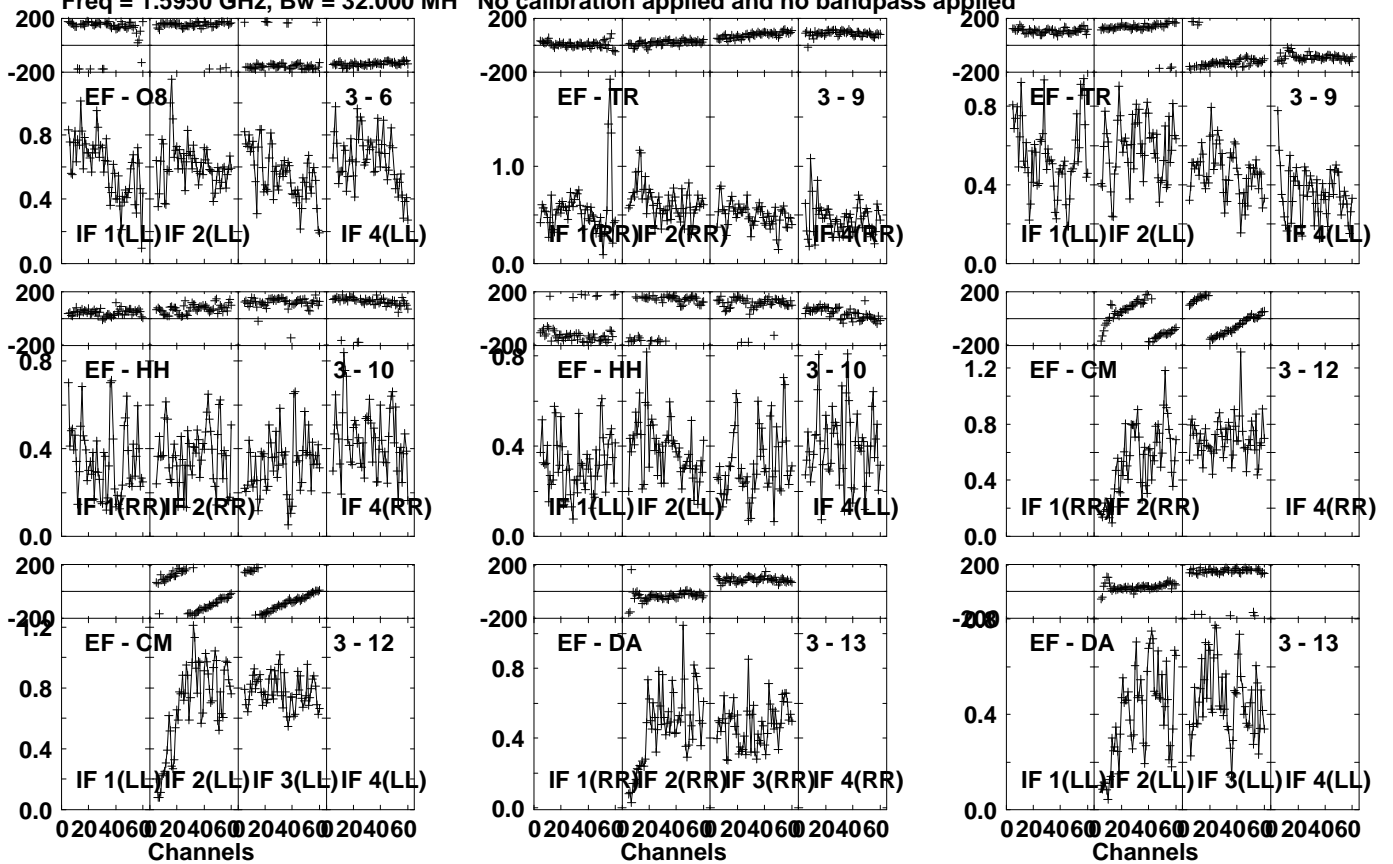 Freq = 1.5950 GHz, Bw = 32.000 MH   No calibration applied and no bandpass applied
200
-200
EF - O8 3 - 6
0.8
0.4
0.0
IF 1(LL) IF 2(LL) IF 4(LL)
200
-200
EF - TR 3 - 9
1.0
0.0
IF 1(RR) IF 2(RR) IF 4(RR)
200
-200
EF - TR 3 - 9
0.8
0.4
0.0
IF 1(LL) IF 2(LL) IF 4(LL)
200
-200
0.8
EF - HH 3 - 10
0.4
0.0
IF 1(RR) IF 2(RR) IF 4(RR)
200
-200
0.8
EF - HH 3 - 10
0.4
0.0
IF 1(LL) IF 2(LL) IF 4(LL)
200
-200
EF - CM 3 - 12
1.2
0.8
0.4
0.0
IF 1(RR) IF 2(RR) IF 4(RR)
200
-200
1.2
EF - CM 3 - 12
0.8
0.4
0.0
IF 1(LL) IF 2(LL) IF 3(LL) IF 4(LL)
0 20 40 60 0 20 40 60 0 20 40 60 0 20 40 60
Channels
200
-200
EF - DA 3 - 13
0.8
0.4
0.0
IF 1(RR) IF 2(RR) IF 3(RR) IF 4(RR)
0 20 40 60 0 20 40 60 0 20 40 60 0 20 40 60
Channels
200
-200
0.8
EF - DA 3 - 13
0.4
0.0
IF 1(LL) IF 2(LL) IF 3(LL) IF 4(LL)
0 20 40 60 0 20 40 60 0 20 40 60 0 20 40 60
Channels